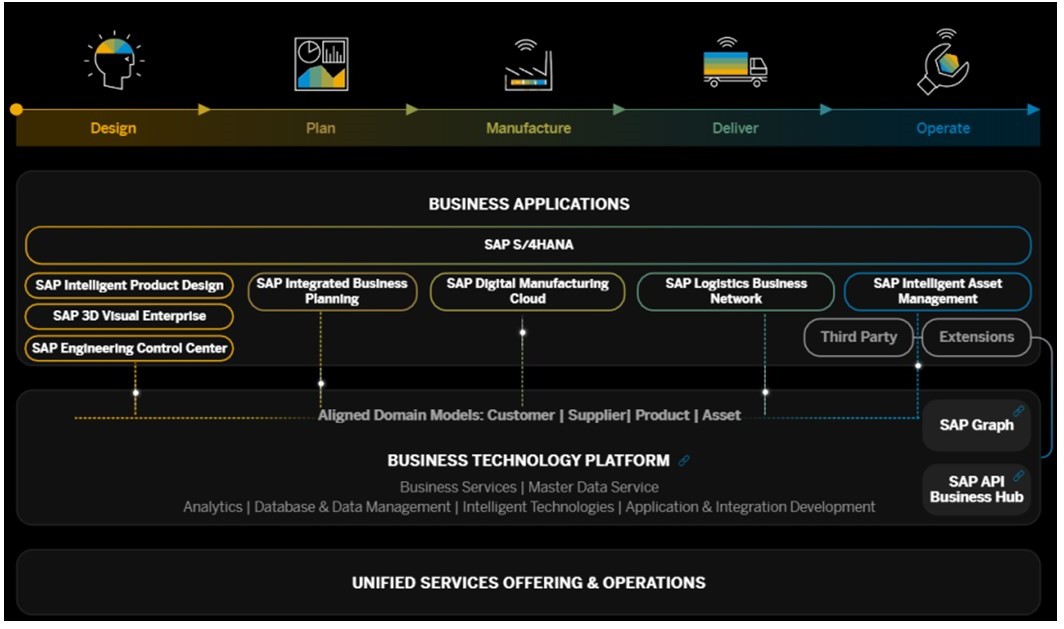 Design
Plan
Manufacture
Deliver
Operate
BUSINESS APPLICATIONS
SAP S/4HANA
SAP Intelligent Product Design
SAP 3D Visual Enterprise
SAP Engineering Control Center
SAP Integrated Business
Planning
SAP Digital Manufacturing
Cloud
SAP Logistics Business
Network
SAP Intelligent Asset
Management
Third Party
Extensions
Aligned Domain Models: Customer | Supplier| Product | Asset
SAP Graph
BUSINESS TECHNOLOGY PLATFORM
Business Services | Master Data Service
Analytics | Database & Data Management | Intelligent Technologies | Application & Integration Development
SAP API
Business Hub
UNIFIED SERVICES OFFERING & OPERATIONS